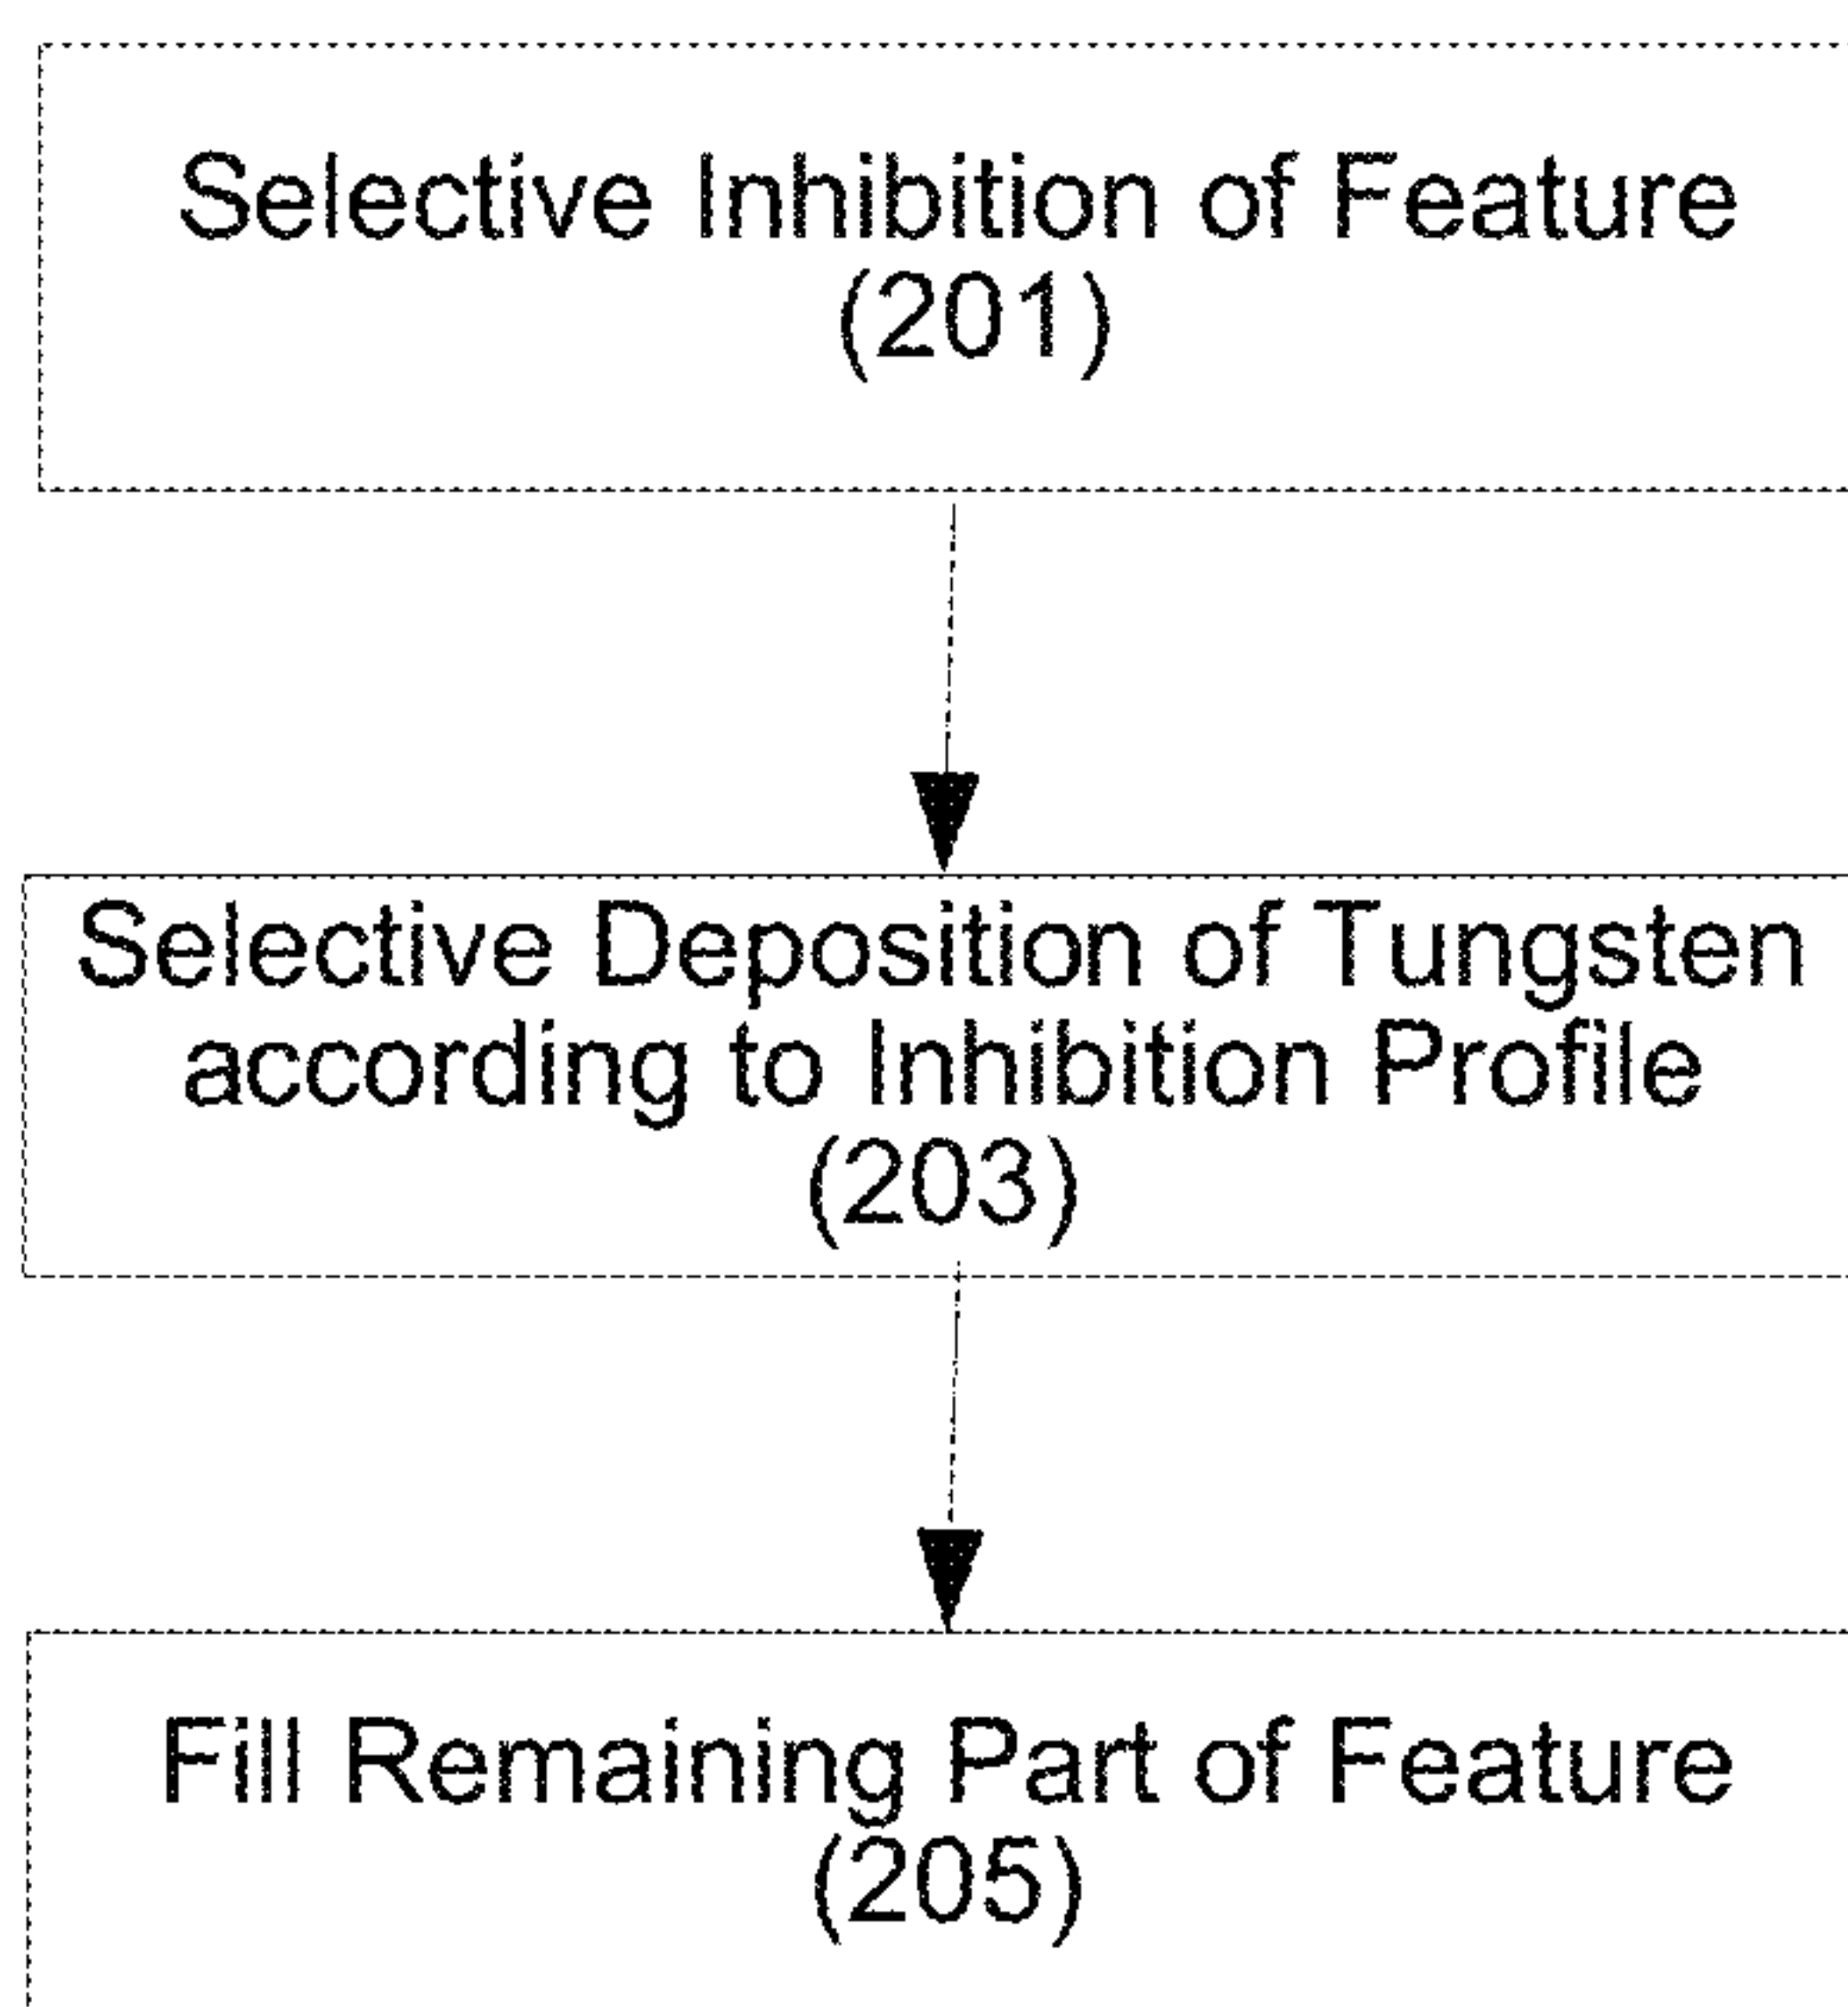 Selective Inhibition of Feature
(201)
Selective Deposition of Tungsten
according to Inhibition Profile
(203)
Fill Remaining Part of Feature
(205)